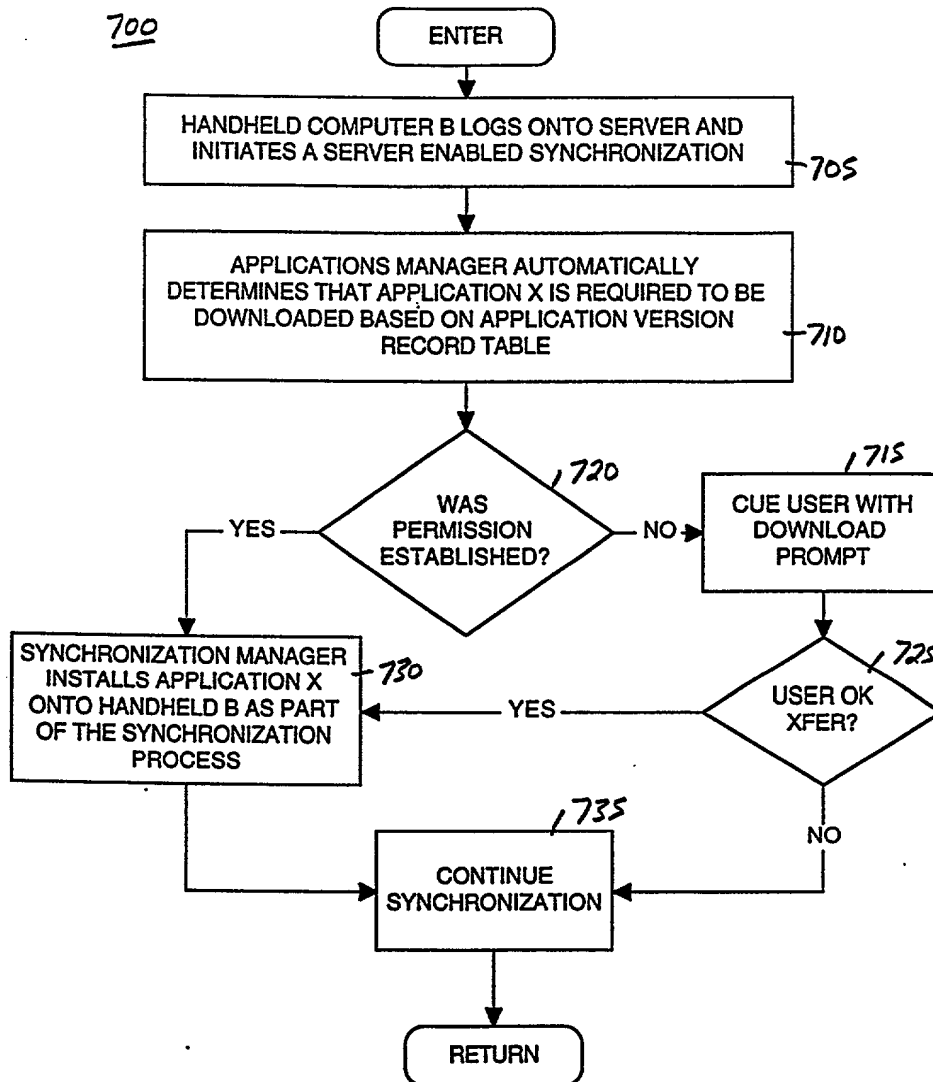 700
ENTER
HANDHELD COMPUTER B LOGS ONTO SERVER AND
INITIATES A SERVER ENABLED SYNCHRONIZATION
705
APPLICATIONS MANAGER AUTOMATICALLY
DETERMINES THAT APPLICATION X IS REQUIRED TO BE
DOWNLOADED BASED ON APPLICATION VERSION
RECORD TABLE
710
720
WAS
PERMISSION
ESTABLISHED?
YES
NO
715
CUE USER WITH
DOWNLOAD
PROMPT
SYNCHRONIZATION MANAGER
INSTALLS APPLICATION X
ONTO HANDHELD B AS PART
OF THE SYNCHRONIZATION
PROCESS
730
YES
725
USER OK
XFER?
NO
735
CONTINUE
SYNCHRONIZATION
RETURN